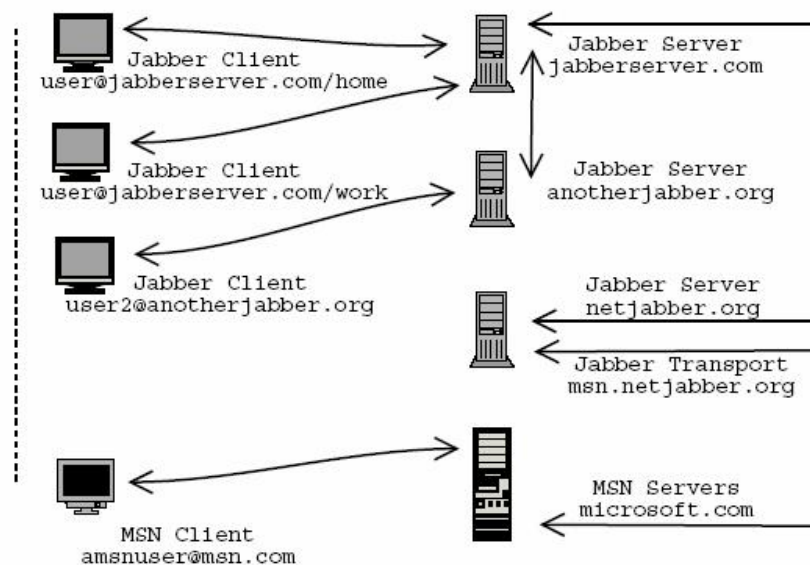 Jabber Client
user@jabberserver.com/home
Jabber Server
jabberserver.com
Jabber Client
user@jabberserver.com/work
Jabber Server
anotherjabber.org
Jabber Client
user2@anotherjabber.org
Jabber Server
netjabber.org
Jabber Transport
msn.netjabber.org
MSN Servers
microsoft.com
MSN Client
amsnuser@msn.com